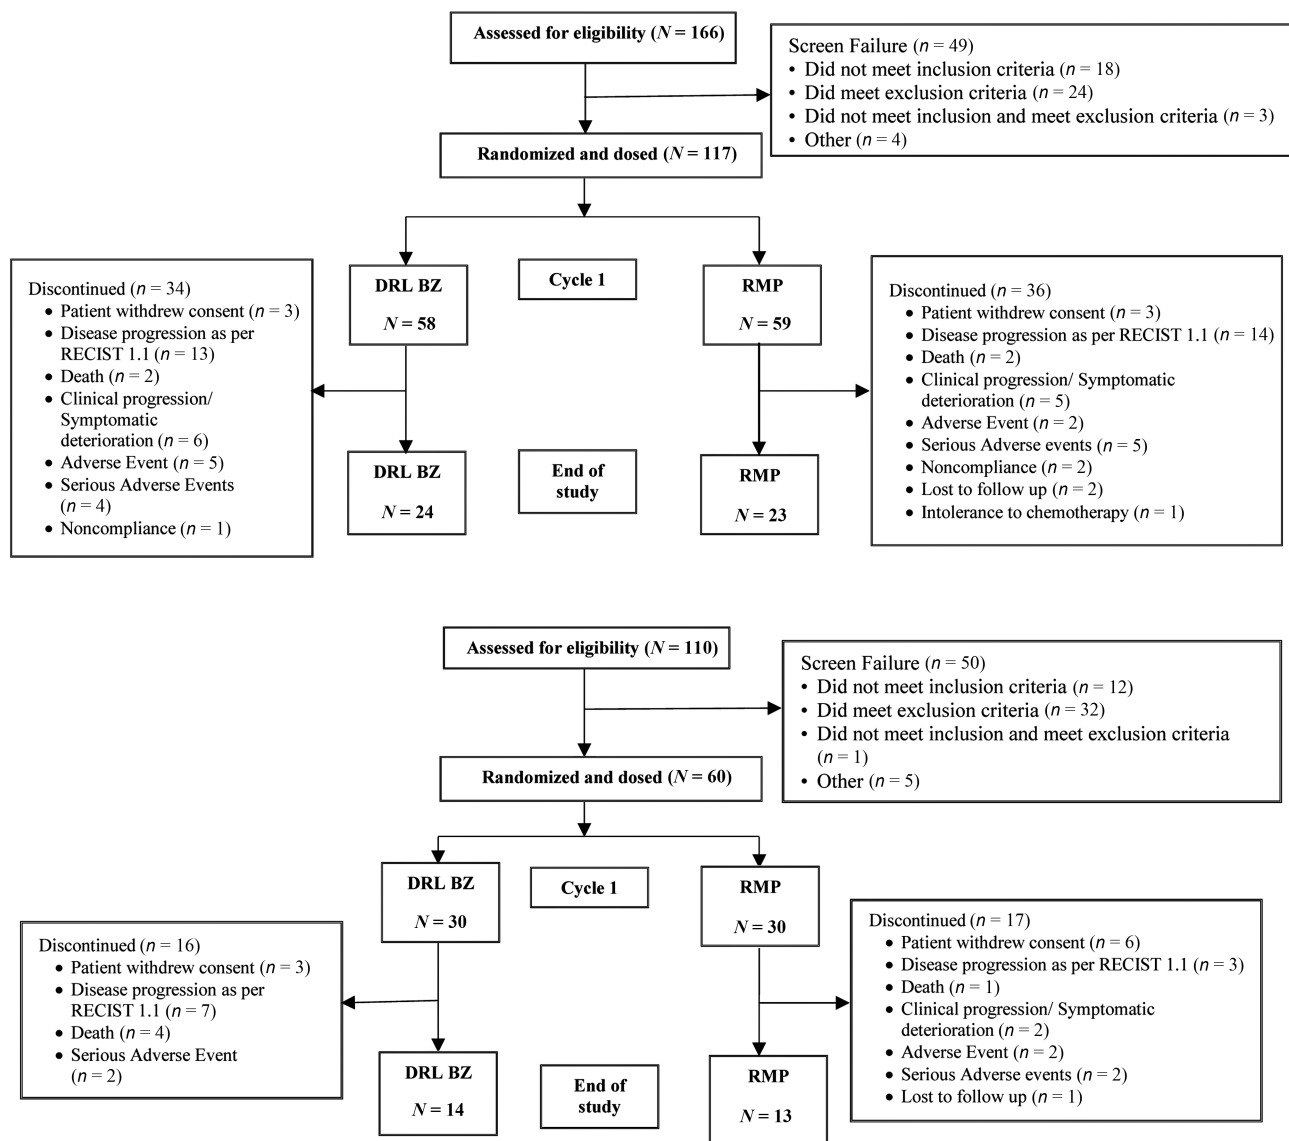 Assessed for eligibility (N = 166)
Screen Failure (n = 49)
• Did not meet inclusion criteria (n = 18)
• Did meet exclusion criteria (n = 24)
• Did not meet inclusion and meet exclusion criteria (n = 3)
• Other (n = 4)
Randomized and dosed (N = 117)
Discontinued (n = 34)
• Patient withdrew consent (n = 3)
• Disease progression as per
RECIST 1.1 (n = 13)
• Death (n = 2)
• Clinical progression/
Symptomatic
deterioration (n = 6)
• Adverse Event (n = 5)
• Serious Adverse Events
(n = 4)
• Noncompliance (n = 1)
DRL BZ
N = 58
Cycle 1
RMP
N = 59
Discontinued (n = 36)
• Patient withdrew consent (n = 3)
• Disease progression as per RECIST 1.1 (n = 14)
• Death (n = 2)
• Clinical progression/ Symptomatic
deterioration (n = 5)
• Adverse Event (n = 2)
• Serious Adverse events (n = 5)
• Noncompliance (n = 2)
• Lost to follow up (n = 2)
• Intolerance to chemotherapy (n = 1)
DRL BZ
N = 24
End of
study
RMP
N = 23
Assessed for eligibility (N = 110)
Screen Failure (n = 50)
• Did not meet inclusion criteria (n = 12)
• Did meet exclusion criteria (n = 32)
• Did not meet inclusion and meet exclusion criteria
(n = 1)
• Other (n = 5)
Randomized and dosed (N = 60)
DRL BZ
N = 30
Cycle 1
RMP
N = 30
Discontinued (n = 16)
• Patient withdrew consent (n = 3)
• Disease progression as per
RECIST 1.1 (n = 7)
• Death (n = 4)
• Serious Adverse Event
(n = 2)
Discontinued (n = 17)
• Patient withdrew consent (n = 6)
• Disease progression as per RECIST 1.1 (n = 3)
• Death (n = 1)
• Clinical progression/ Symptomatic
deterioration (n = 2)
• Adverse Event (n = 2)
• Serious Adverse events (n = 2)
• Lost to follow up (n = 1)
DRL BZ
N = 14
End of
study
RMP
N = 13